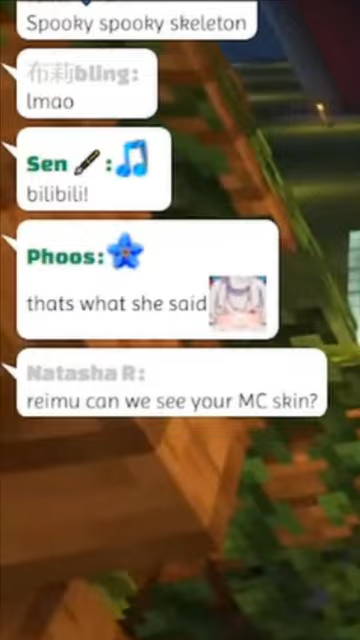 Spooky spooky skeleton
布莉bling:
lmao
Sen 🖋️ :🎵
bilibili!
Phoos:
thats what she said
Natasha R:
reimu can we see your MC skin?